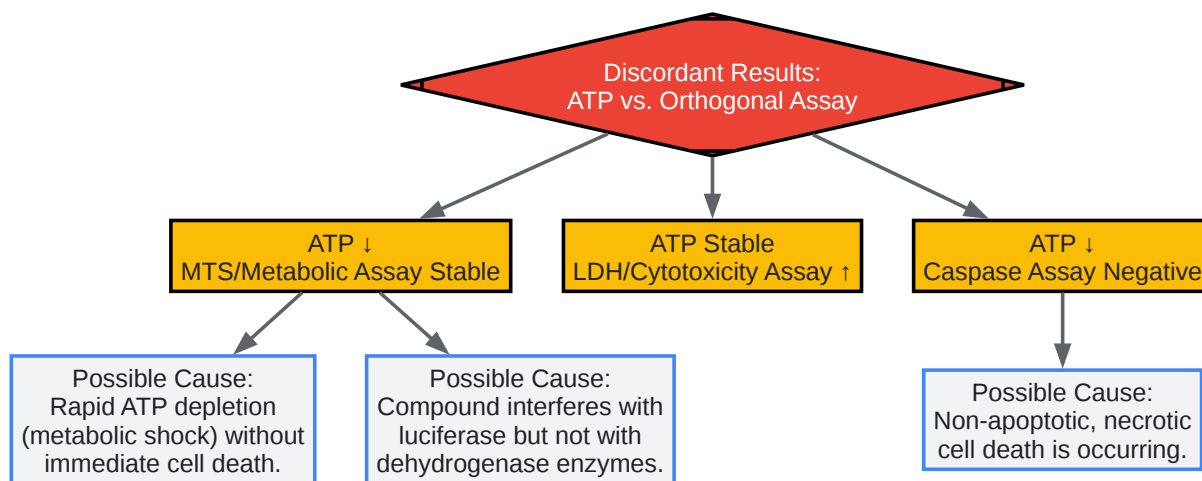 Discordant Results:
ATP vs. Orthogonal Assay
ATP ↓
MTS/Metabolic Assay Stable
ATP Stable
LDH/Cytotoxicity Assay ↑
ATP ↓
Caspase Assay Negative
Possible Cause:
Rapid ATP depletion
(metabolic shock) without
immediate cell death.
Possible Cause:
Compound interferes with
luciferase but not with
dehydrogenase enzymes.
Possible Cause:
Non-apoptotic, necrotic
cell death is occurring.